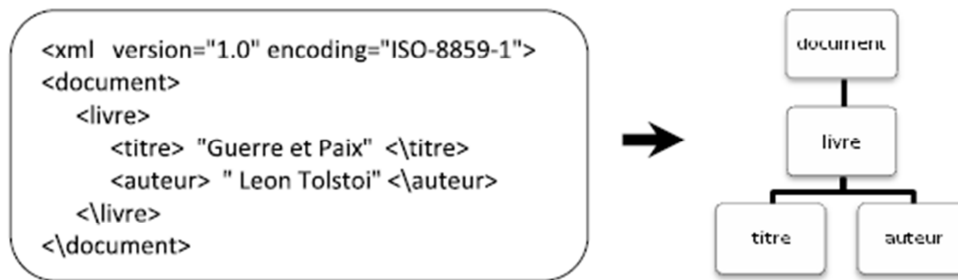 <xml version="1.0" encoding="ISO-8859-1">
<document>
<livre>
<titre> "Guerre et Paix" <\titre>
<auteur> " Leon Tolstoi" <\auteur>
<\livre>
<\document>
document
livre
titre
auteur